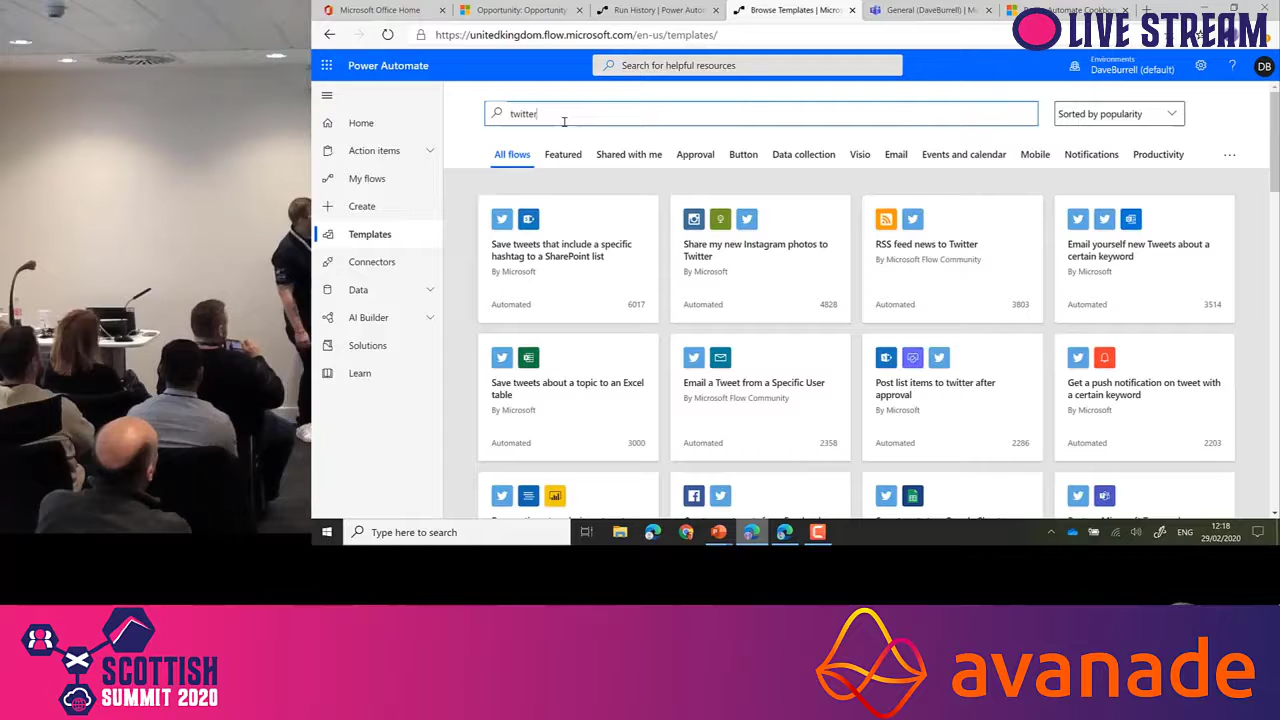 Microsoft Office Home
Opportunity: Opportunity:
Run History | Power Auto
Browse Templates | Micros
General (DaveBurrell) | Mi
Automate Cookbo
LIVE STREAM
https://unitedkingdom.flow.microsoft.com/en-us/templates/
Power Automate
Search for helpful resources
Environments
DaveBurrell (default)
DB
twitter
Sorted by popularity
Home
Action items
My flows
Create
Templates
Connectors
Data
AI Builder
Solutions
Learn
All flows
Featured
Shared with me
Approval
Button
Data collection
Visio
Email
Events and calendar
Mobile
Notifications
Productivity
Save tweets that include a specific
hashtag to a SharePoint list
By Microsoft
Automated
6017
Share my new Instagram photos to
Twitter
By Microsoft
Automated
4828
RSS feed news to Twitter
By Microsoft Flow Community
Automated
3803
Email yourself new Tweets about a
certain keyword
By Microsoft
Automated
3514
Save tweets about a topic to an Excel
table
By Microsoft
Automated
3000
Email a Tweet from a Specific User
By Microsoft Flow Community
Automated
2358
Post list items to twitter after
approval
By Microsoft
Automated
2286
Get a push notification on tweet with
a certain keyword
By Microsoft
Automated
2203
Type here to search
ENG
12:18
29/02/2020
SCOTTISH
SUMMIT 2020
avanade